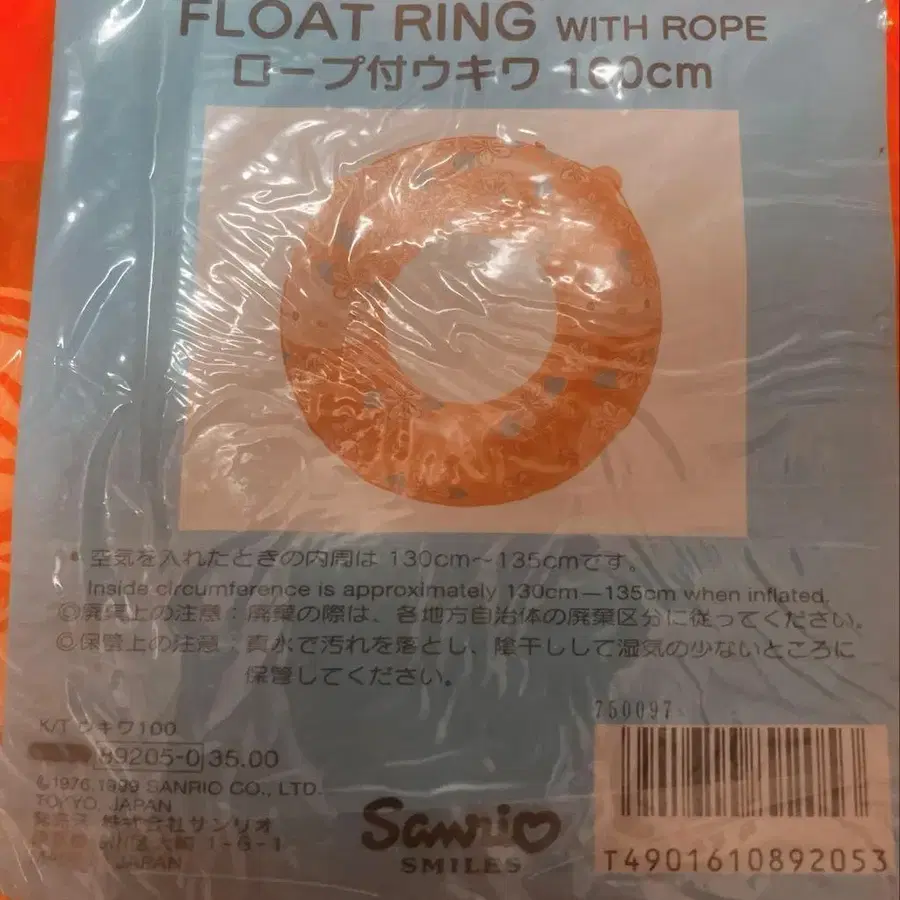 FLOAT RING WITH ROPE
ロープ付ウキワ 100cm
• 空気を入れたときの内周は 130cm〜135cmです。
Inside circumference is approximately 130cm—135cm when inflated.
◎廃棄上の注意：廃棄の際は、各地方自治体の廃棄区分に従ってください。
◎保管上の注意：真水で汚れを落とし、陰干しして湿気の少ないところに
保管してください。
750097
K/T ウキワ100
89205-0 35.00
©1976,1999 SANRIO CO., LTD.
TOKYO, JAPAN
発売元 株式会社サンリオ
1-6-1
JAPAN
Sanrio
SMILES
T4901610892053